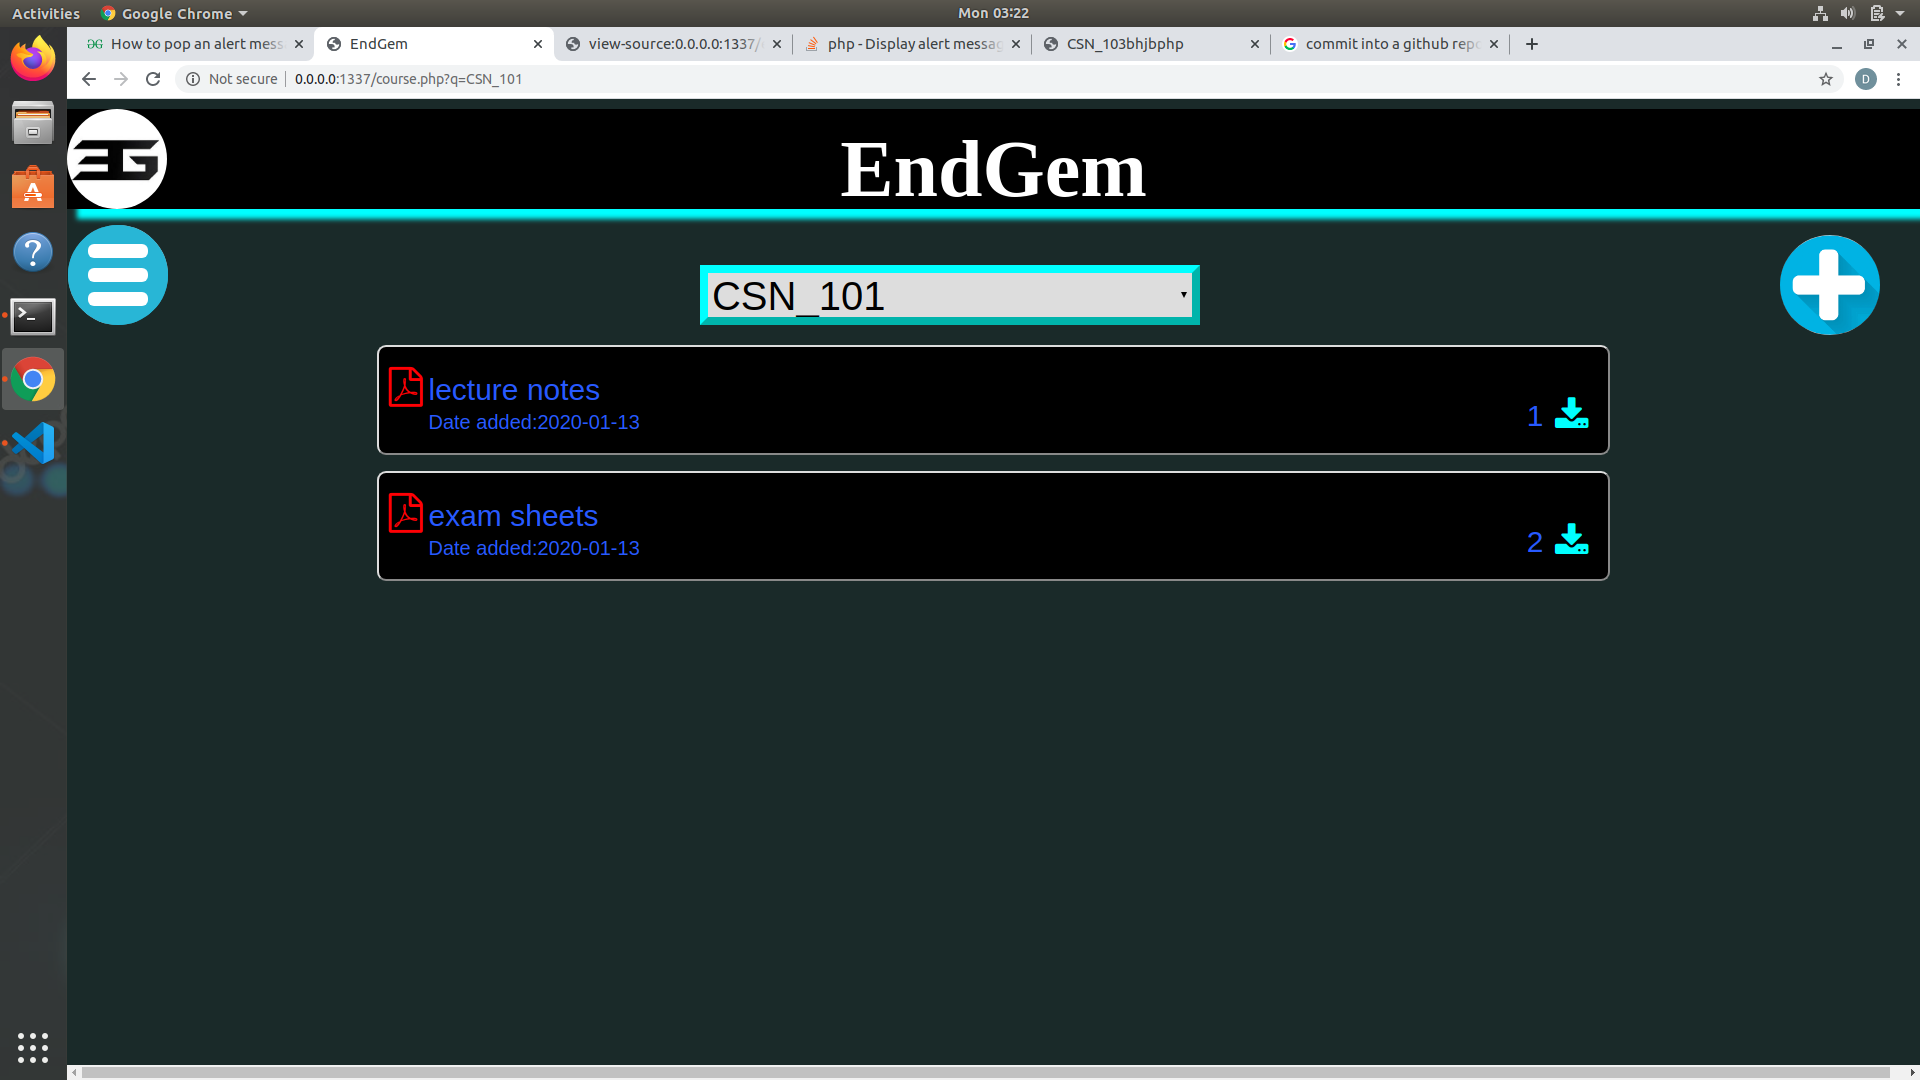 Activities
Google Chrome
Mon 03:22
How to pop an alert mess
EndGem
view-source:0.0.0.0:1337/
php - Display alert messag
CSN_103bhjbphp
commit into a github repo
Not secure
0.0.0.0:1337/course.php?q=CSN_101
D
EG
EndGem
CSN_101
lecture notes
Date added:2020-01-13
1
exam sheets
Date added:2020-01-13
2